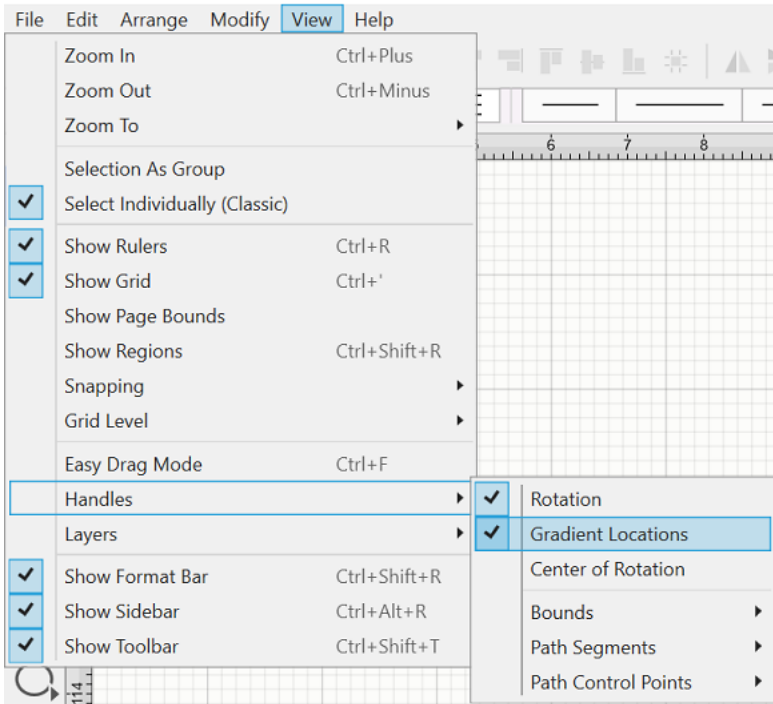 File Edit Arrange Modify View Help
Zoom In Ctrl+Plus
Zoom Out Ctrl+Minus
Zoom To
Selection As Group
Select Individually (Classic)
Show Rulers Ctrl+R
Show Grid Ctrl+'
Show Page Bounds
Show Regions Ctrl+Shift+R
Snapping
Grid Level
Easy Drag Mode Ctrl+F
Handles
Layers
Show Format Bar Ctrl+Shift+R
Show Sidebar Ctrl+Alt+R
Show Toolbar Ctrl+Shift+T
Rotation
Gradient Locations
Center of Rotation
Bounds
Path Segments
Path Control Points
6 7 8
114